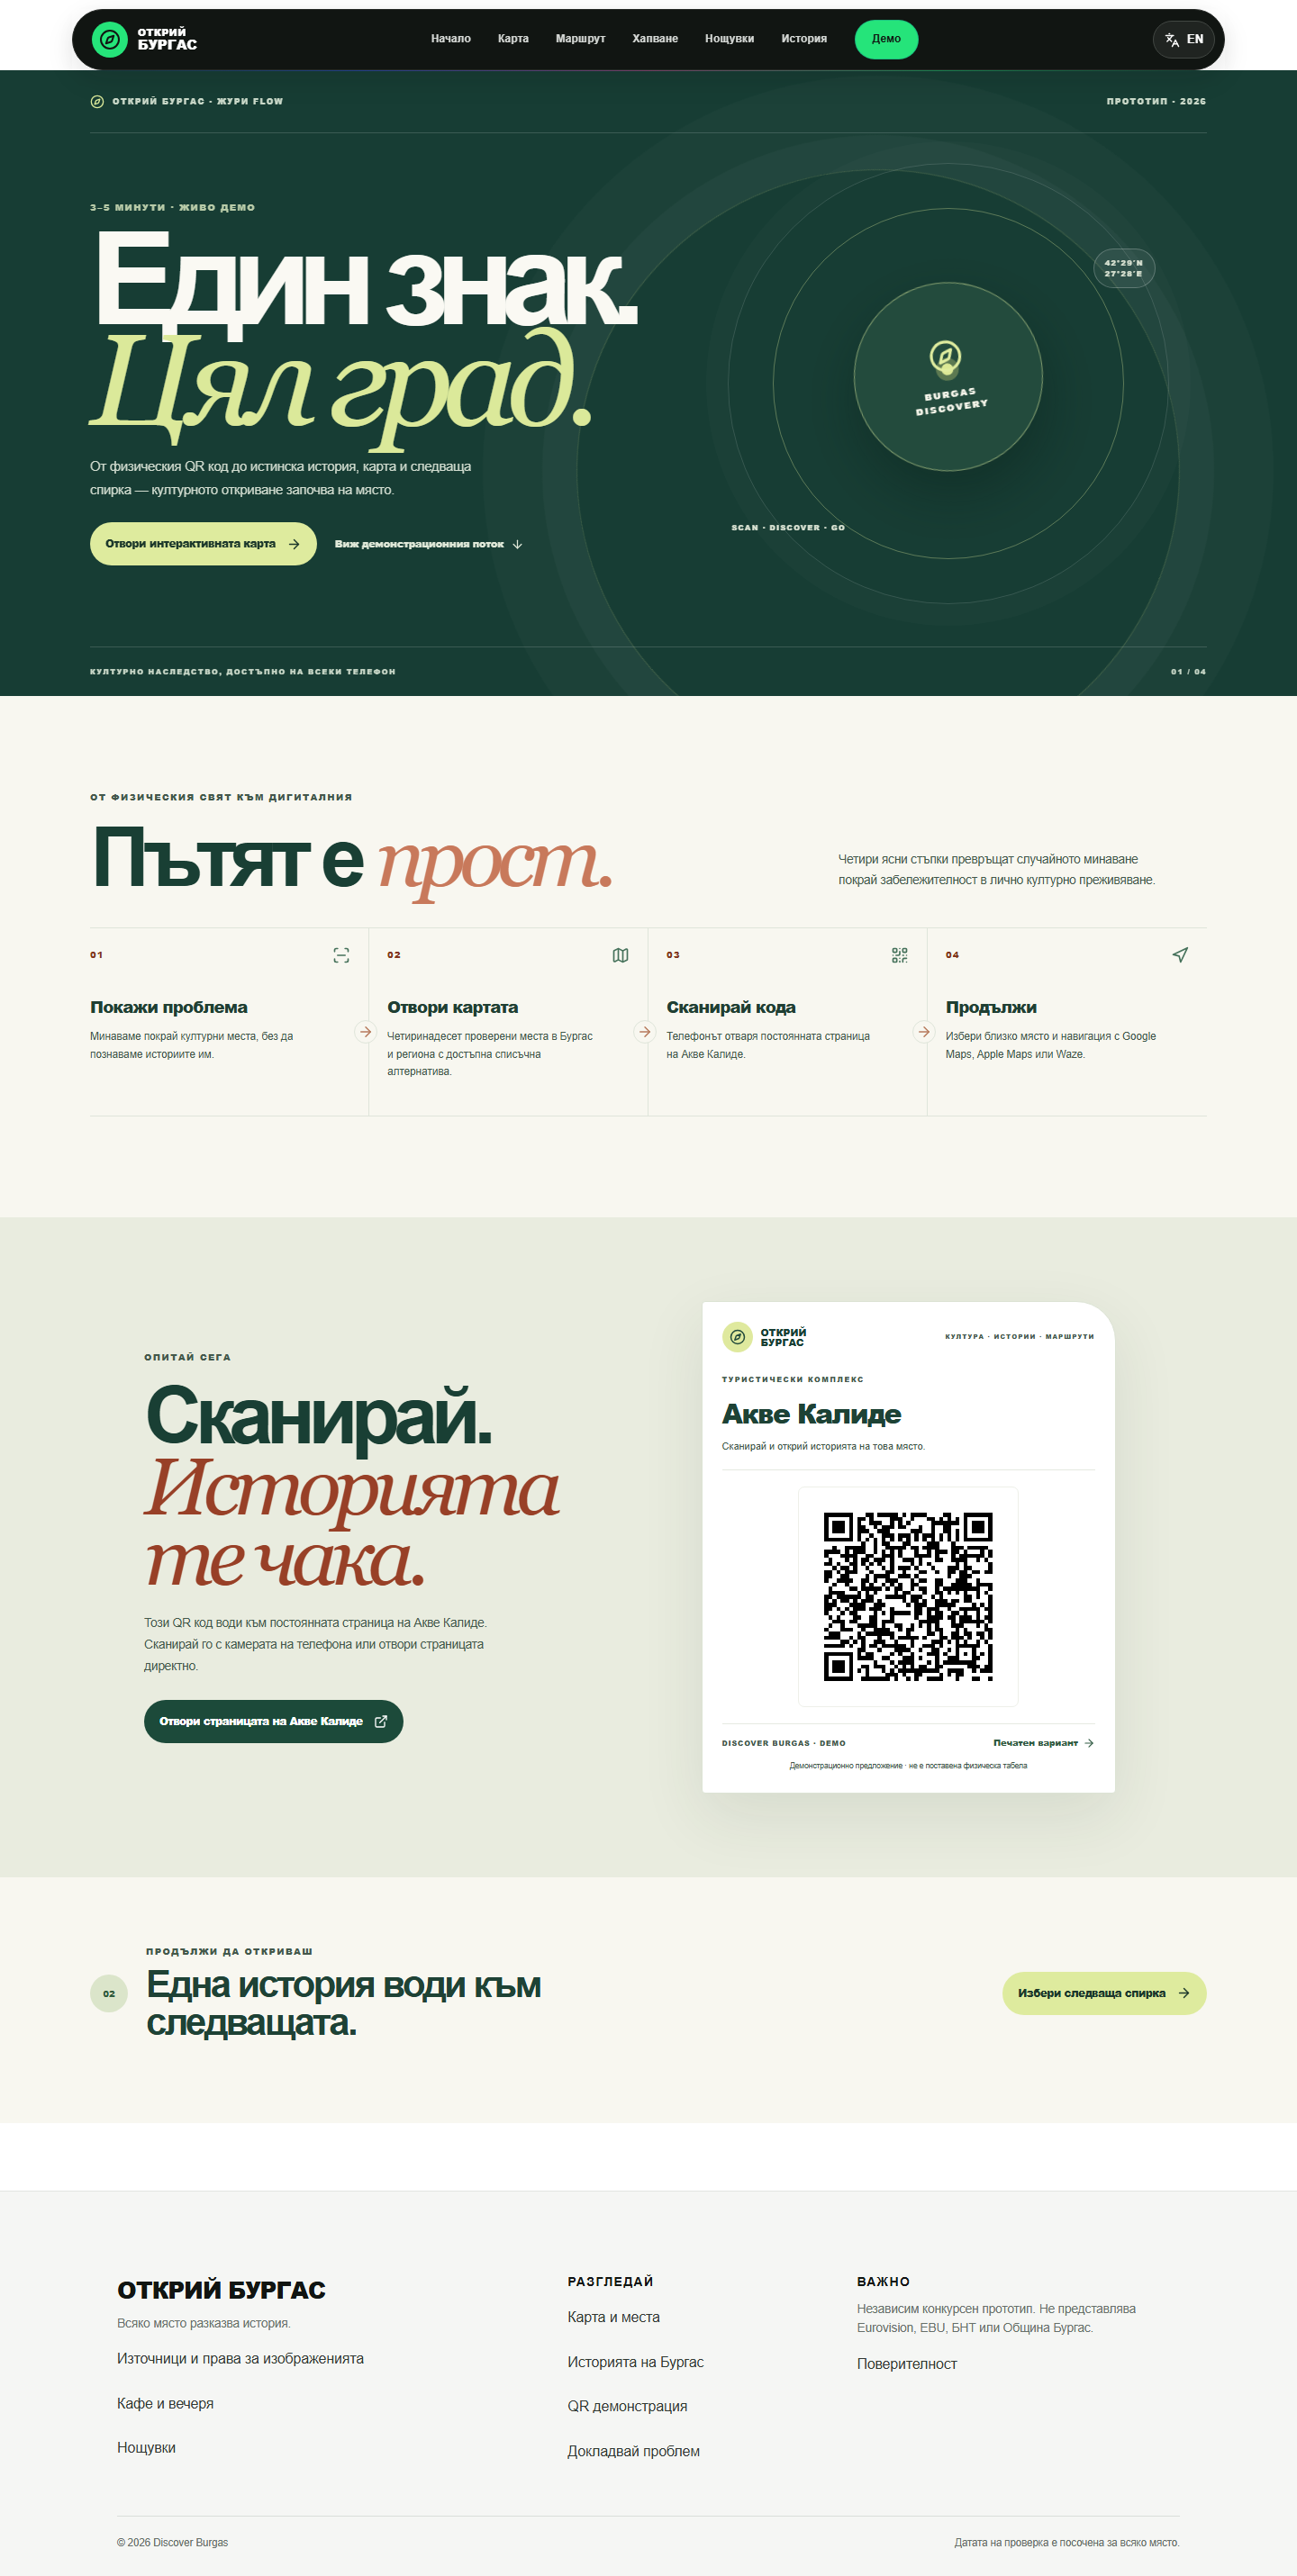 ОТКРИЙ
БУРГАС
Начало
Карта
Маршрут
Хапване
Нощувки
История
Демо
EN
ОТКРИЙ БУРГАС · ЖУРИ FLOW
ПРОТОТИП · 2026
3–5 МИНУТИ · ЖИВО ДЕМО
Един знак.
Цял град.
От физическия QR код до истинска история, карта и следваща
спирка — културното откриване започва на място.
Отвори интерактивната карта
Виж демонстрационния поток
42°29′N
27°28′E
BURGAS
DISCOVERY
SCAN · DISCOVER · GO
КУЛТУРНО НАСЛЕДСТВО, ДОСТЪПНО НА ВСЕКИ ТЕЛЕФОН
01 / 04
ОТ ФИЗИЧЕСКИЯ СВЯТ КЪМ ДИГИТАЛНИЯ
Пътят е прост.
Четири ясни стъпки превръщат случайното минаване
покрай забележителност в лично културно преживяване.
01
Покажи проблема
Минаваме покрай културни места, без да
познаваме историите им.
02
Отвори картата
Четиринадесет проверени места в Бургас
и региона с достъпна списъчна
алтернатива.
03
Сканирай кода
Телефонът отваря постоянната страница
на Акве Калиде.
04
Продължи
Избери близко място и навигация с Google
Maps, Apple Maps или Waze.
ОПИТАЙ СЕГА
Сканирай.
Историята
те чака.
Този QR код води към постоянната страница на Акве Калиде.
Сканирай го с камерата на телефона или отвори страницата
директно.
Отвори страницата на Акве Калиде
ОТКРИЙ
БУРГАС
КУЛТУРА · ИСТОРИИ · МАРШРУТИ
ТУРИСТИЧЕСКИ КОМПЛЕКС
Акве Калиде
Сканирай и открий историята на това място.
DISCOVER BURGAS · DEMO
Печатен вариант
Демонстрационно предложение · не е поставена физическа табела
02
ПРОДЪЛЖИ ДА ОТКРИВАШ
Една история води към
следващата.
Избери следваща спирка
ОТКРИЙ БУРГАС
Всяко място разказва история.
Източници и права за изображенията
Кафе и вечеря
Нощувки
РАЗГЛЕДАЙ
Карта и места
Историята на Бургас
QR демонстрация
Докладвай проблем
ВАЖНО
Независим конкурсен прототип. Не представлява
Eurovision, EBU, БНТ или Община Бургас.
Поверителност
© 2026 Discover Burgas
Датата на проверка е посочена за всяко място.